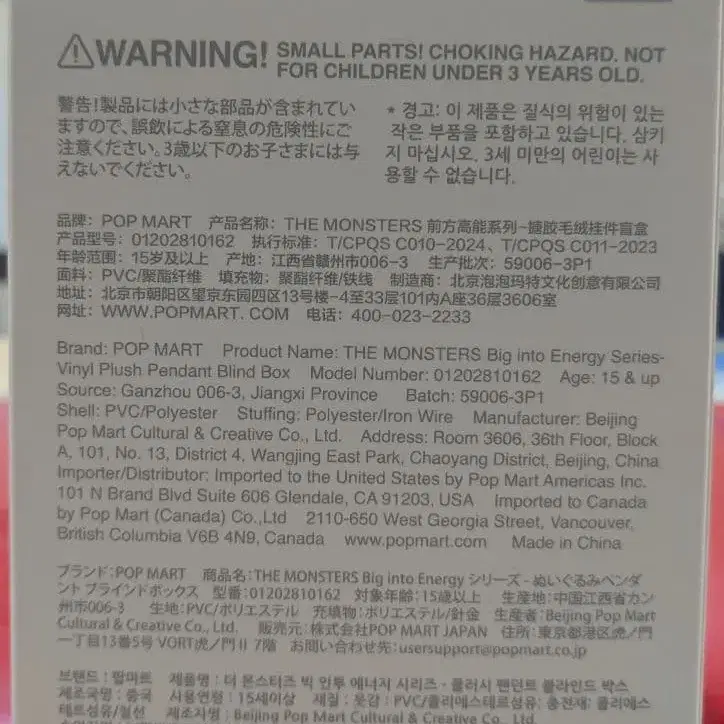 ⚠WARNING! SMALL PARTS! CHOKING HAZARD. NOT
FOR CHILDREN UNDER 3 YEARS OLD.
警告!製品には小さな部品が含まれてい
ますので、誤飲による窒息の危険性にご
注意ください。3歳以下のお子さまには与
えないでください。
* 경고: 이 제품은 질식의 위험이 있는
작은 부품을 포함하고 있습니다. 삼키
지 마십시오. 3세 미만의 어린이는 사
용할 수 없습니다.
品牌: POP MART 产品名称: THE MONSTERS 前方高能系列-搪胶毛绒挂件盲盒
产品型号: 01202810162 执行标准: T/CPQS C010-2024、T/CPQS C011-2023
年龄范围: 15岁及以上 产地: 江西省赣州市006-3 生产批次: 59006-3P1
面料: PVC/聚酯纤维 填充物: 聚酯纤维/铁线 制造商: 北京泡泡玛特文化创意有限公司
地址: 北京市朝阳区望京东园四区13号楼-4至33层101内A座36层3606室
网址: WWW.POPMART.COM 电话: 400-023-2233
Brand: POP MART Product Name: THE MONSTERS Big into Energy Series-
Vinyl Plush Pendant Blind Box Model Number: 01202810162 Age: 15 & up
Source: Ganzhou 006-3, Jiangxi Province Batch: 59006-3P1
Shell: PVC/Polyester Stuffing: Polyester/Iron Wire Manufacturer: Beijing
Pop Mart Cultural & Creative Co., Ltd. Address: Room 3606, 36th Floor, Block
A, 101, No. 13, District 4, Wangjing East Park, Chaoyang District, Beijing, China
Importer/Distributor: Imported to the United States by Pop Mart Americas Inc.
101 N Brand Blvd Suite 606 Glendale, CA 91203, USA Imported to Canada
by Pop Mart (Canada) Co.,Ltd 2110-650 West Georgia Street, Vancouver,
British Columbia V6B 4N9, Canada www.popmart.com Made in China
ブランド:POP MART 商品名:THE MONSTERS Big into Energy シリーズ - ぬいぐるみペンダ
ント ブラインドボックス 型番:01202810162 対象年齢:15歳以上 生産地:中国江西省カン
州市006-3 生地:PVC/ポリエステル 充填物:ポリエステル/針金 生産者:Beijing Pop Mart
Cultural & Creative Co., Ltd. 販売元:株式会社POP MART JAPAN 住所:東京都港区虎ノ門
一丁目13番5号 VORT虎ノ門II 7階 お問い合わせ先:usersupport@popmart.co.jp
브랜드 : 팝마트 제품명 : 더 몬스터즈 빅 인투 에너지 시리즈 - 플러시 팬던트 블라인드 박스
제조국명 : 중국 사용연령 : 15세이상 재질 : 겉감 : PVC/폴리에스테르섬유: 충전재: 폴리에스
테르섬유/철선 제조자명 : Beijing Pop Mart Cultural & Creative Co., Ltd.